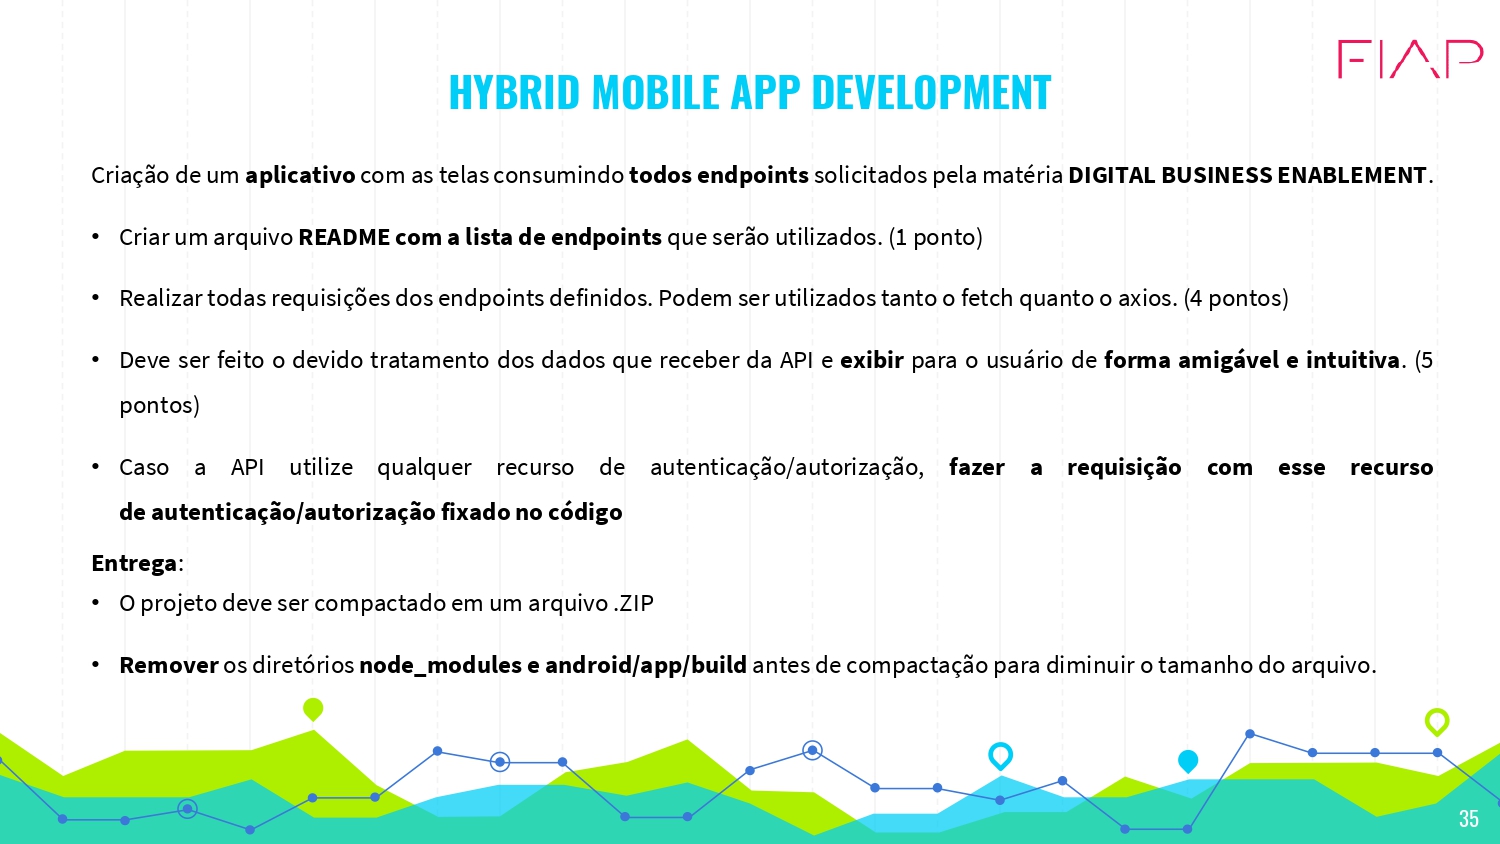 FIAP
HYBRID MOBILE APP DEVELOPMENT
Criação de um aplicativo com as telas consumindo todos endpoints solicitados pela matéria DIGITAL BUSINESS ENABLEMENT.
• Criar um arquivo README com a lista de endpoints que serão utilizados. (1 ponto)
• Realizar todas requisições dos endpoints definidos. Podem ser utilizados tanto o fetch quanto o axios. (4 pontos)
• Deve ser feito o devido tratamento dos dados que receber da API e exibir para o usuário de forma amigável e intuitiva. (5
pontos)
• Caso a API utilize qualquer recurso de autenticação/autorização, fazer a requisição com esse recurso
de autenticação/autorização fixado no código
Entrega:
• O projeto deve ser compactado em um arquivo .ZIP
• Remover os diretórios node_modules e android/app/build antes de compactação para diminuir o tamanho do arquivo.
35